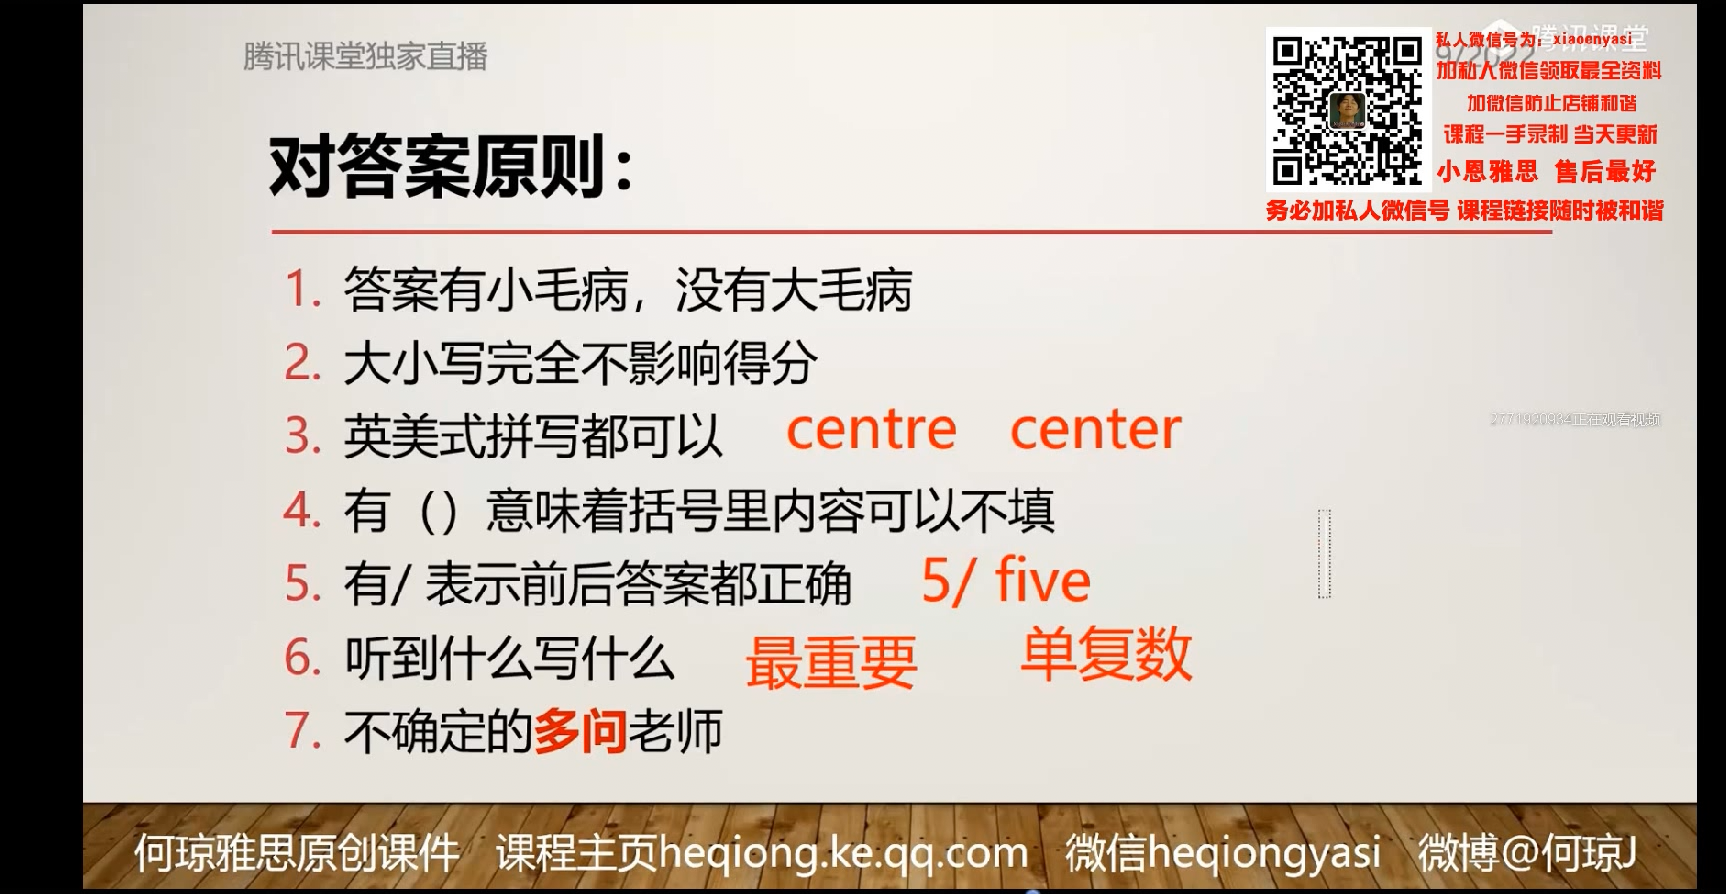 腾讯课堂独家直播
腾讯课堂
9/2022
私人微信号为：xiaoenyasi
加私人微信领取最全资料
加微信防止店铺和谐
课程一手录制 当天更新
小恩雅思 售后最好
务必加私人微信号 课程链接随时被和谐
对答案原则：
1. 答案有小毛病，没有大毛病
2. 大小写完全不影响得分
3. 英美式拼写都可以 centre center
正在观看视频
4. 有（）意味着括号里内容可以不填
5. 有/ 表示前后答案都正确 5/ five
6. 听到什么写什么 最重要 单复数
7. 不确定的多问老师
何琼雅思原创课件 课程主页heqiong.ke.qq.com 微信heqiongyasi 微博@何琼J